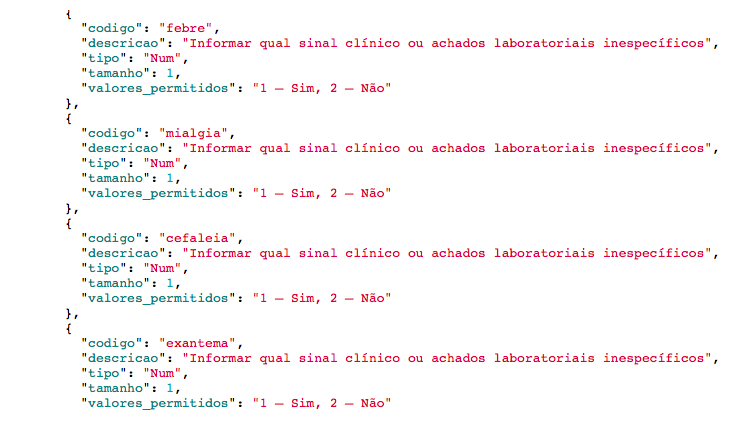 {
"codigo": "febre",
"descricao": "Informar qual sinal clínico ou achados laboratoriais inespecíficos",
"tipo": "Num",
"tamanho": 1,
"valores_permitidos": "1 – Sim, 2 – Não"
},
{
"codigo": "mialgia",
"descricao": "Informar qual sinal clínico ou achados laboratoriais inespecíficos",
"tipo": "Num",
"tamanho": 1,
"valores_permitidos": "1 – Sim, 2 – Não"
},
{
"codigo": "cefaleia",
"descricao": "Informar qual sinal clínico ou achados laboratoriais inespecíficos",
"tipo": "Num",
"tamanho": 1,
"valores_permitidos": "1 – Sim, 2 – Não"
},
{
"codigo": "exantema",
"descricao": "Informar qual sinal clínico ou achados laboratoriais inespecíficos",
"tipo": "Num",
"tamanho": 1,
"valores_permitidos": "1 – Sim, 2 – Não"